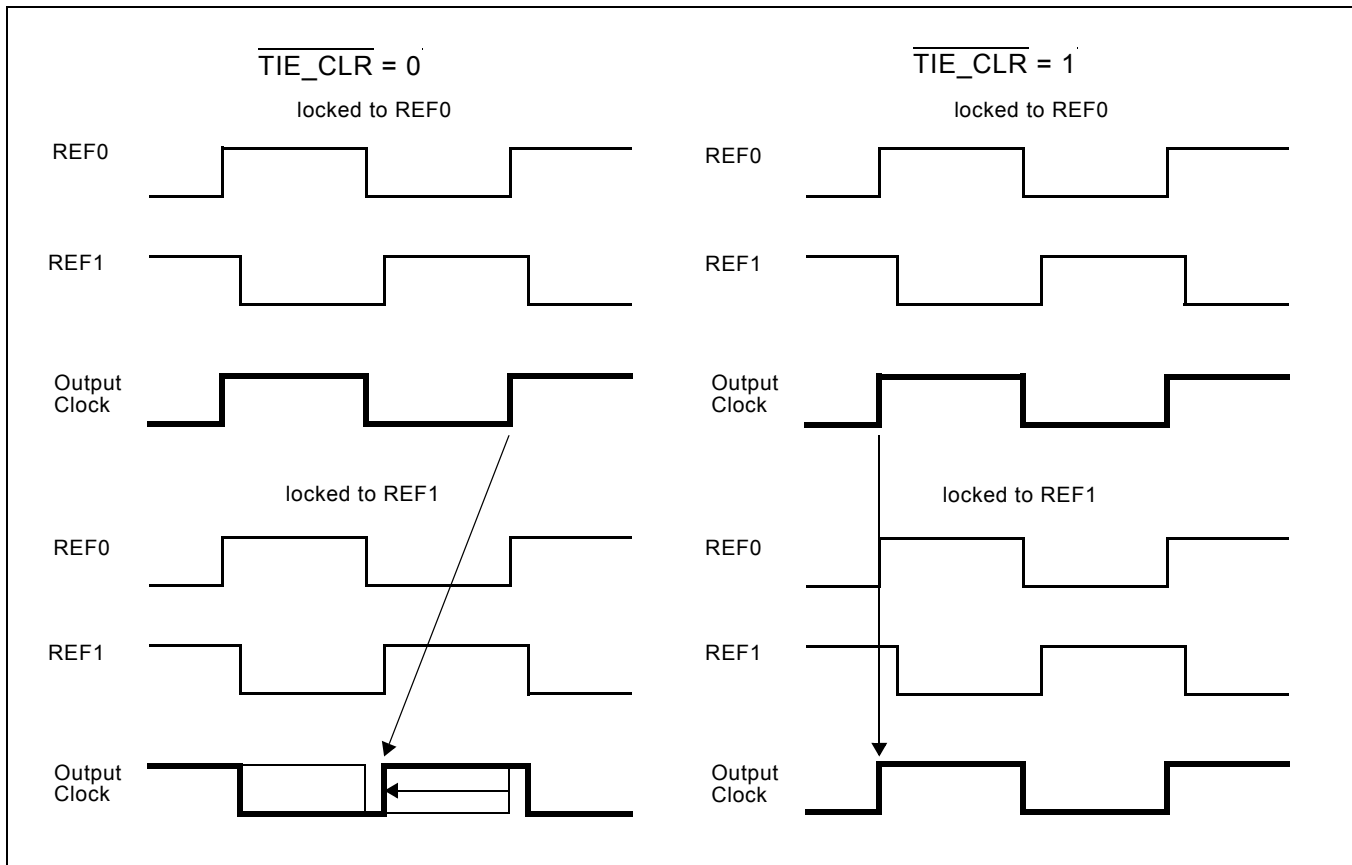 TIE_CLR = 0
locked to REF0
REF0
REF1
Output
Clock
locked to REF1
REF0
REF1
Output
Clock
TIE_CLR = 1
locked to REF0
REF0
REF1
Output
Clock
locked to REF1
REF0
REF1
Output
Clock